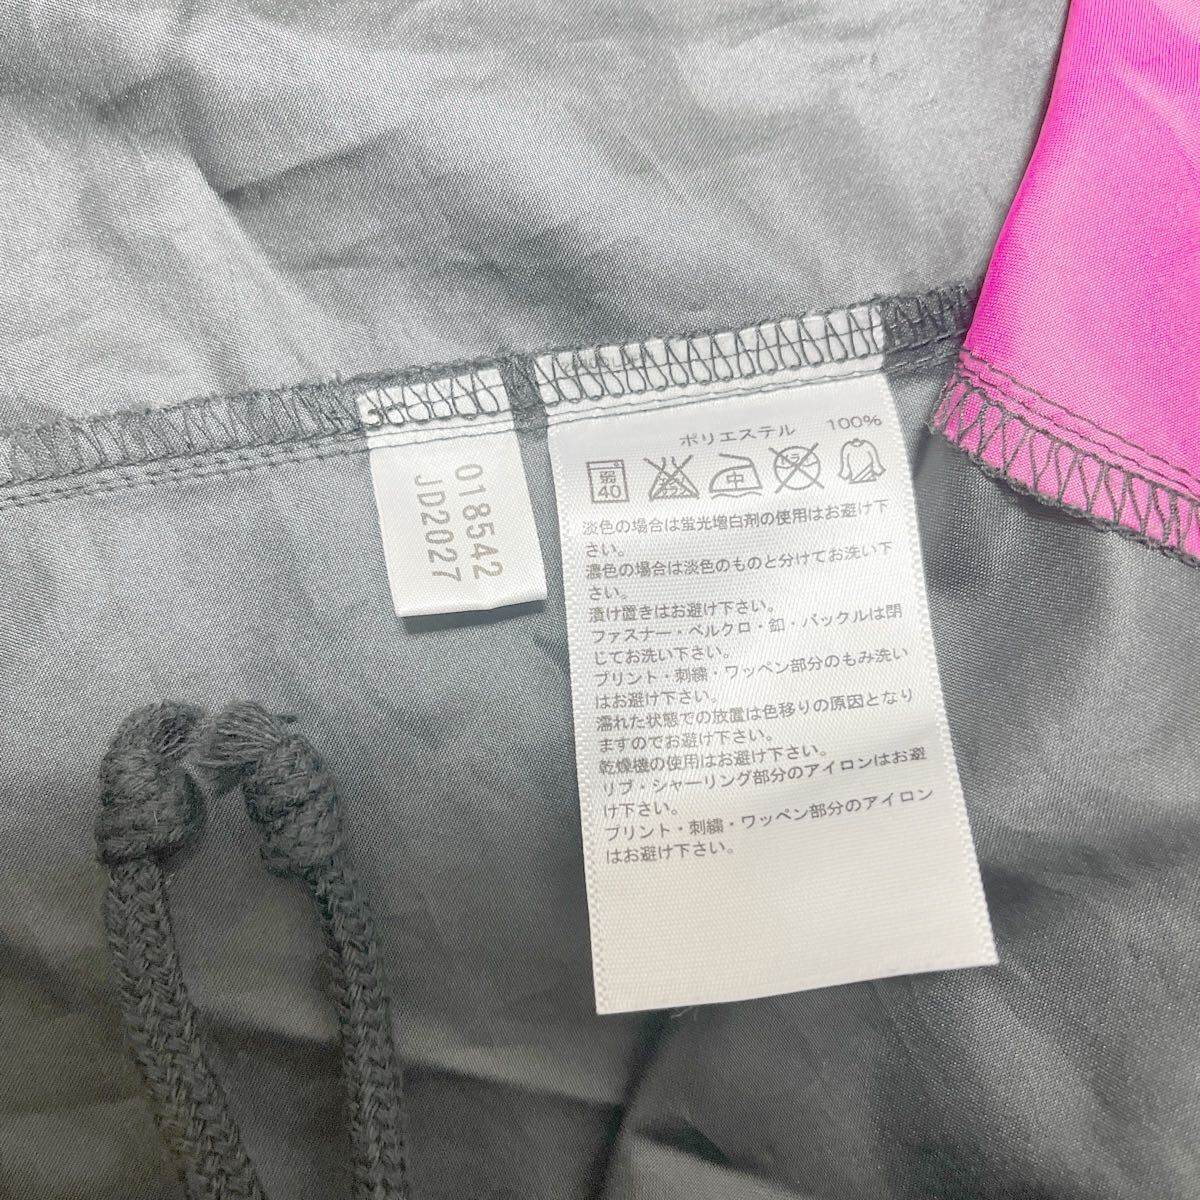 018542
JD2027
ポリエステル 100%
弱
40
エンソ
サラシ
中
ドライ
淡色の場合は蛍光増白剤の使用はお避け下
さい。
濃色の場合は淡色のものと分けてお洗い下
さい。
漬け置きはお避け下さい。
ファスナー・ベルクロ・釦・バックルは閉
じてお洗い下さい。
プリント・刺繍・ワッペン部分のもみ洗い
はお避け下さい。
濡れた状態での放置は色移りの原因となり
ますのでお避け下さい。
乾燥機の使用はお避け下さい。
リブ・シャーリング部分のアイロンはお避
け下さい。
プリント・刺繍・ワッペン部分のアイロン
はお避け下さい。